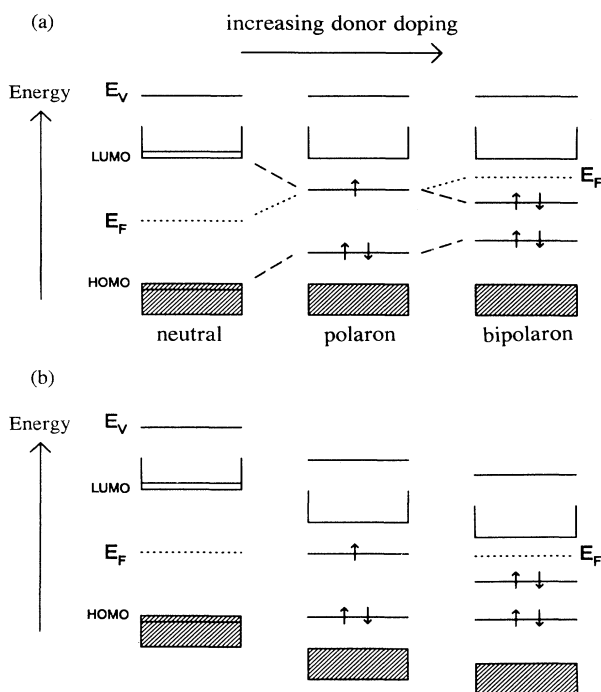 (a)
increasing donor doping
Energy
E_V
LUMO
E_F
E_F
HOMO
neutral
polaron
bipolaron
(b)
Energy
E_V
LUMO
E_F
E_F
HOMO